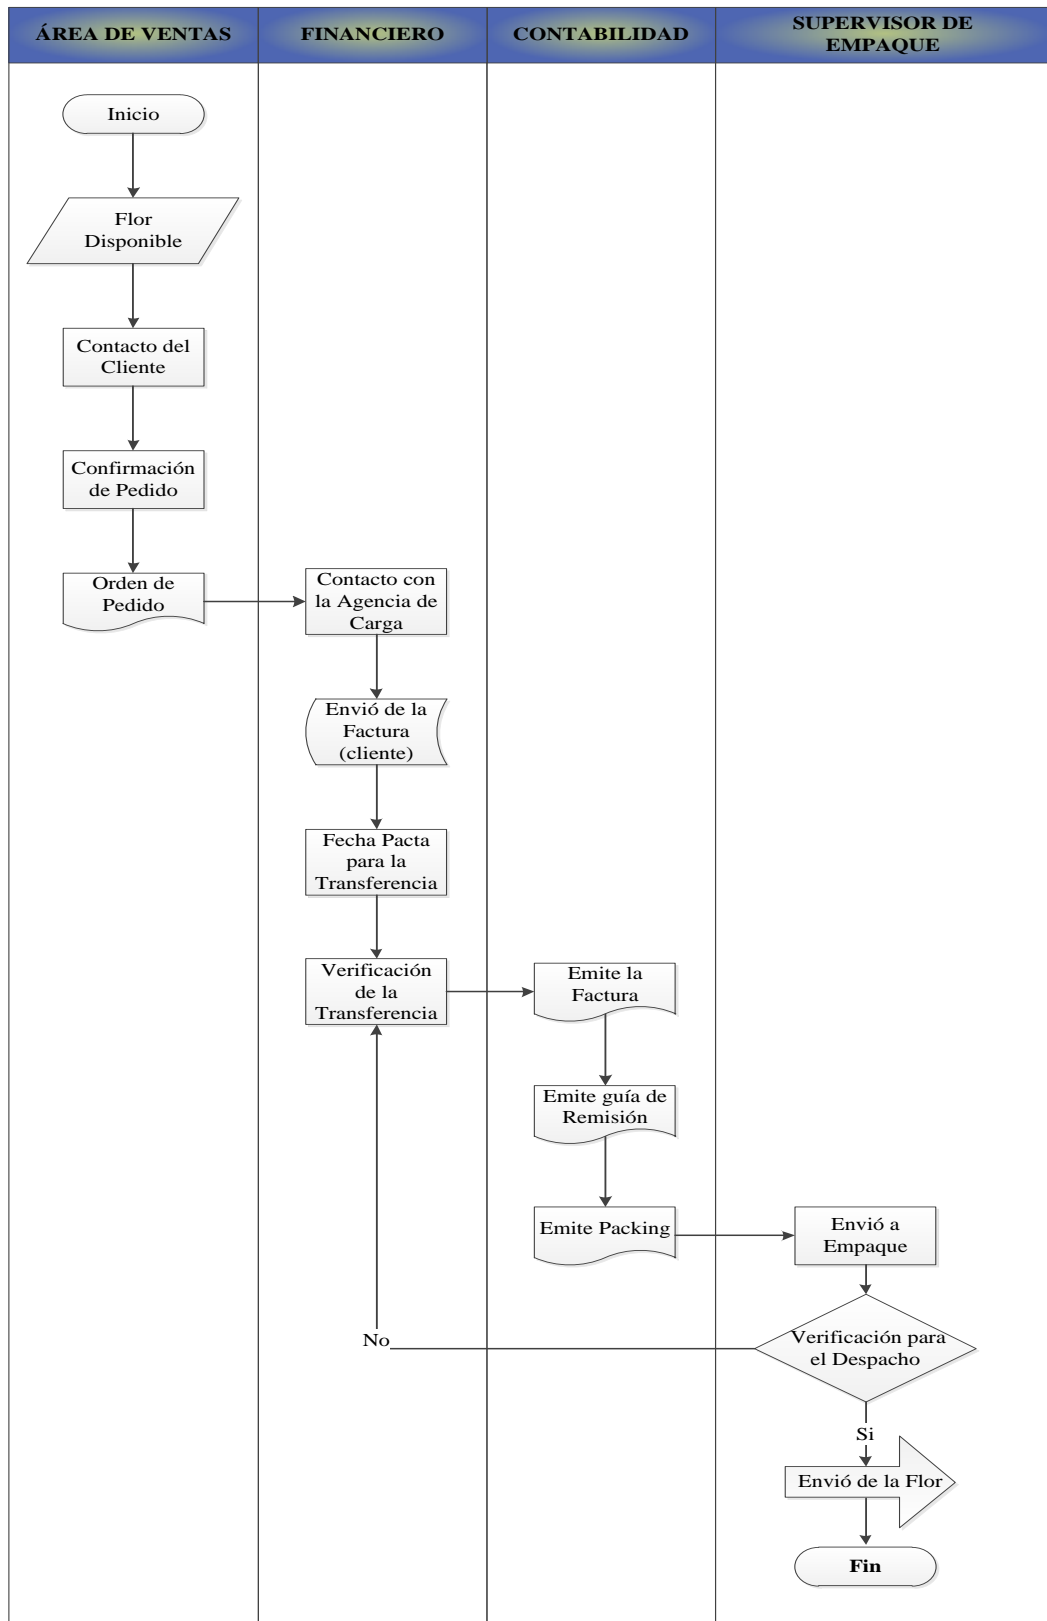 ÁREA DE VENTAS
FINANCIERO
CONTABILIDAD
SUPERVISOR DE
EMPAQUE
Inicio
Flor
Disponible
Contacto del
Cliente
Confirmación
de Pedido
Orden de
Pedido
Contacto con
la Agencia de
Carga
Envió de la
Factura
(cliente)
Fecha Pacta
para la
Transferencia
Verificación
de la
Transferencia
Emite la
Factura
Emite guía de
Remisión
Emite Packing
Envió a
Empaque
Verificación para
el Despacho
No
Si
Envió de la Flor
Fin